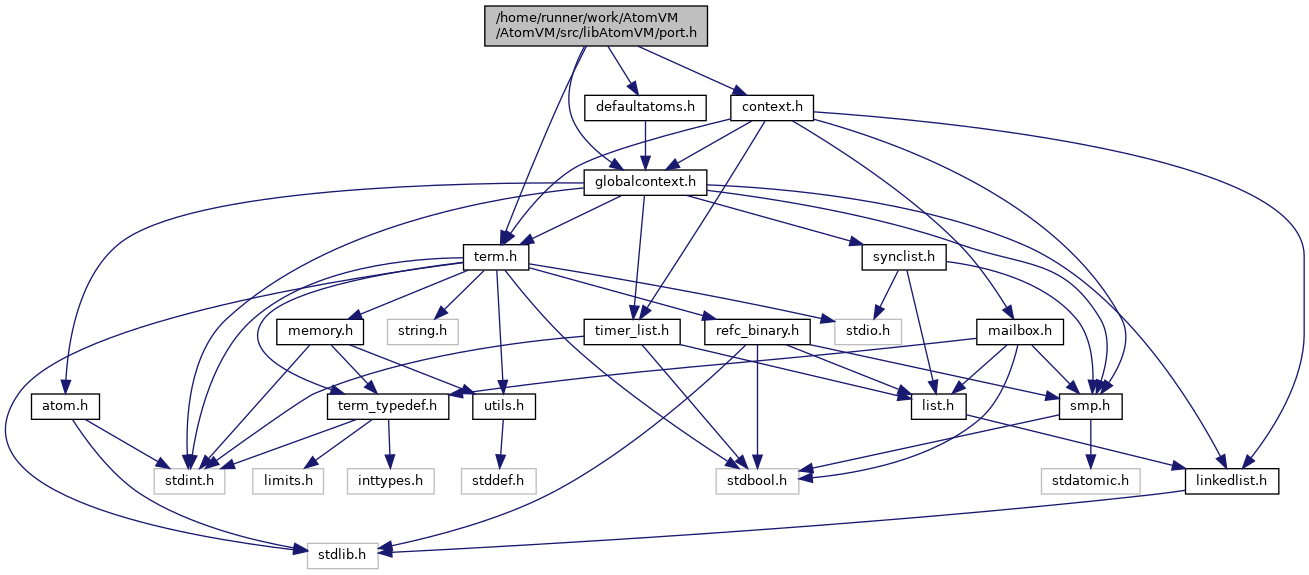 /home/runner/work/AtomVM
/AtomVM/src/libAtomVM/port.h
defaultatoms.h
context.h
globalcontext.h
term.h
synclist.h
memory.h
string.h
timer_list.h
refc_binary.h
stdio.h
mailbox.h
atom.h
term_typedef.h
utils.h
list.h
smp.h
stdint.h
limits.h
inttypes.h
stddef.h
stdbool.h
stdatomic.h
linkedlist.h
stdlib.h